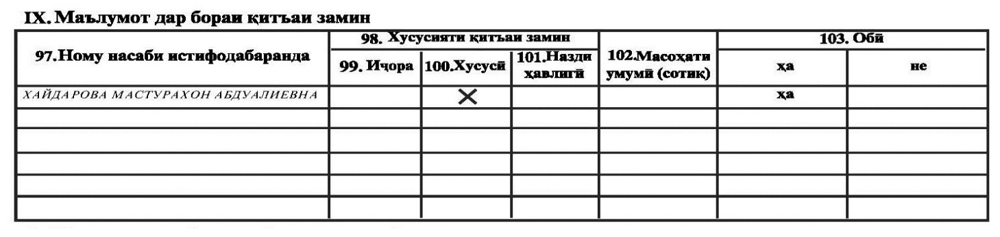 IX. Маълумот дар бораи қитъаи замин
97.Ному насаби истифодабаранда
98. Хусусияти қитъаи замин
99. Иҷора
100.Хусусӣ
101.Назди
ҳавлигӣ
102.Масоҳати
умумӣ (сотиқ)
103. Обӣ
ҳа
не
ХАЙДАРОВА МАСТУРАХОН АБДУАЛИЕВНА
ҳа